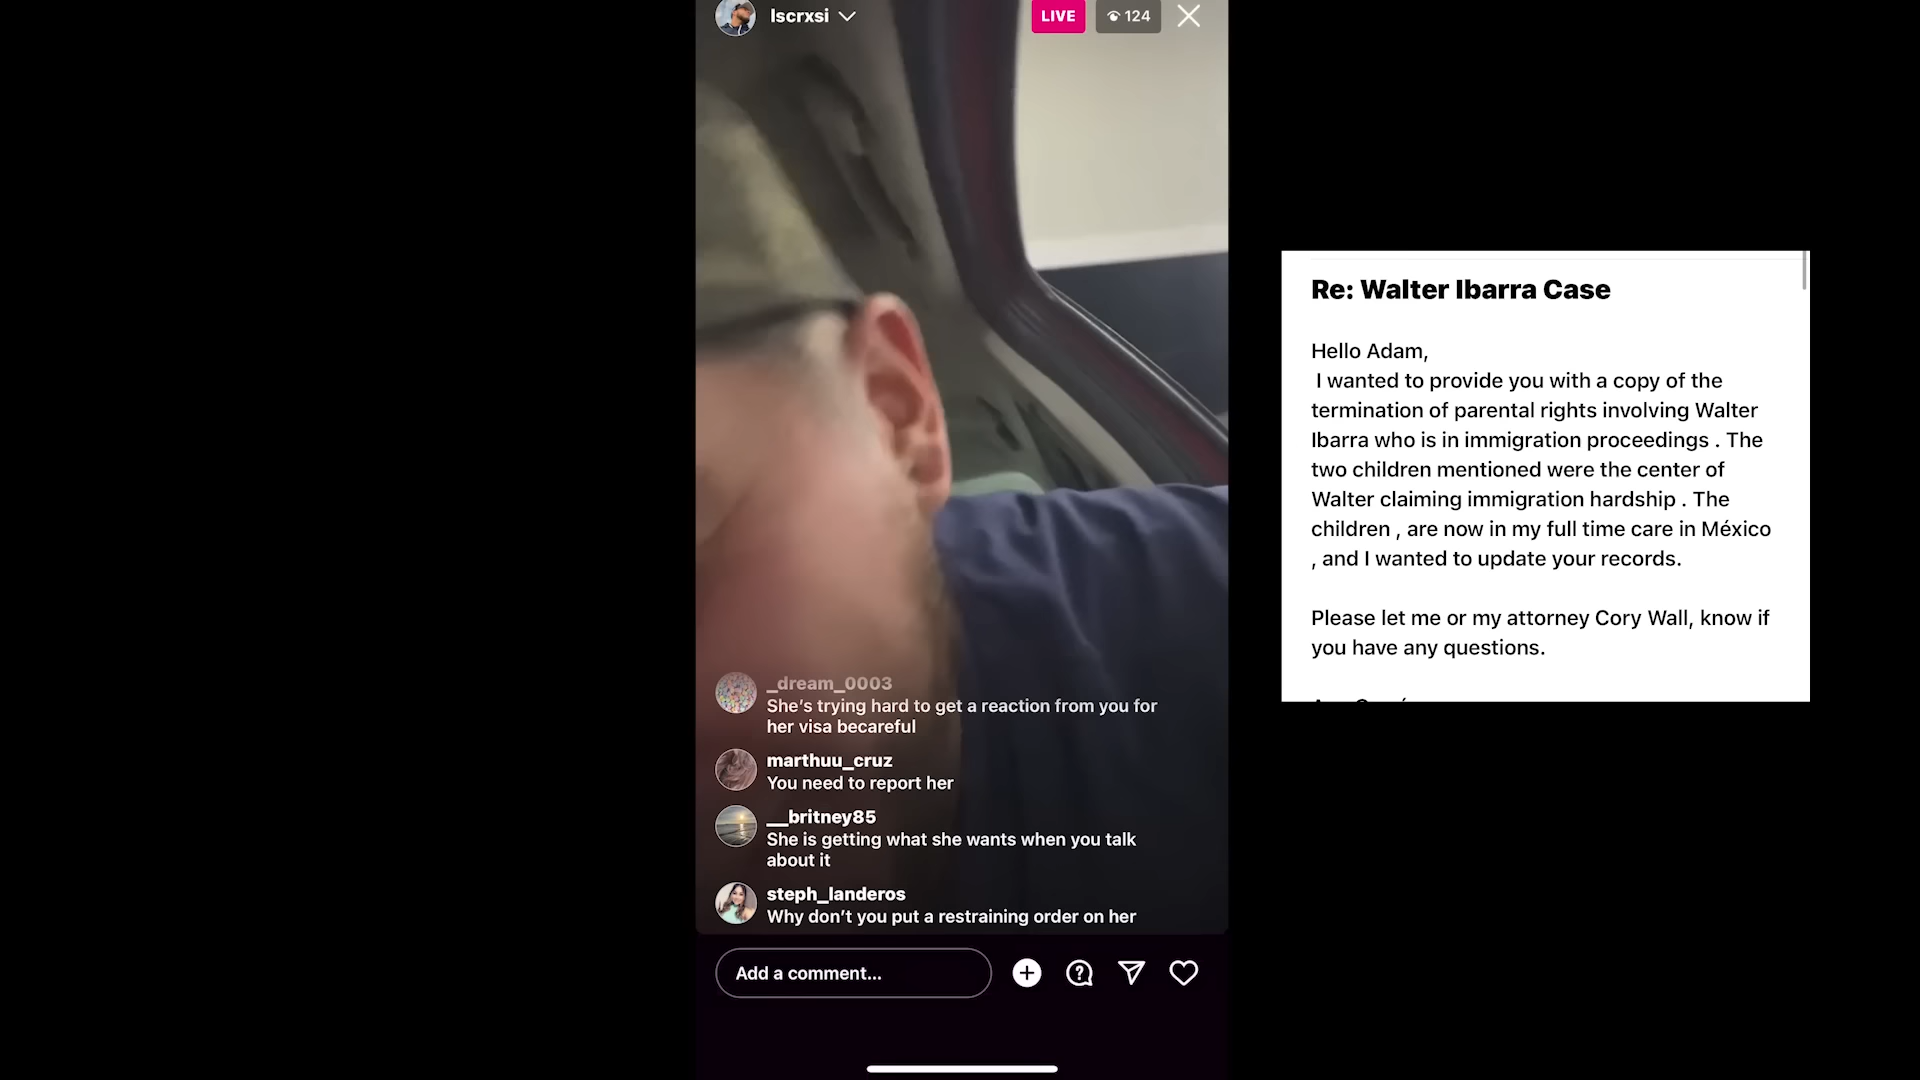 lscrxsi
LIVE
124
_dream_0003
She's trying hard to get a reaction from you for
her visa becareful
marthuu_cruz
You need to report her
__britney85
She is getting what she wants when you talk
about it
steph_landeros
Why don't you put a restraining order on her
Add a comment...
Re: Walter Ibarra Case
Hello Adam,
I wanted to provide you with a copy of the
termination of parental rights involving Walter
Ibarra who is in immigration proceedings . The
two children mentioned were the center of
Walter claiming immigration hardship . The
children , are now in my full time care in México
, and I wanted to update your records.
Please let me or my attorney Cory Wall, know if
you have any questions.